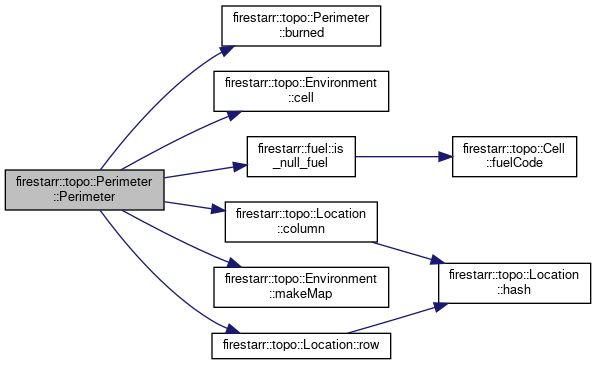 firestarr::topo::Perimeter
::burned
firestarr::topo::Environment
::cell
firestarr::fuel::is
_null_fuel
firestarr::topo::Cell
::fuelCode
firestarr::topo::Perimeter
::Perimeter
firestarr::topo::Location
::column
firestarr::topo::Location
::hash
firestarr::topo::Environment
::makeMap
firestarr::topo::Location::row